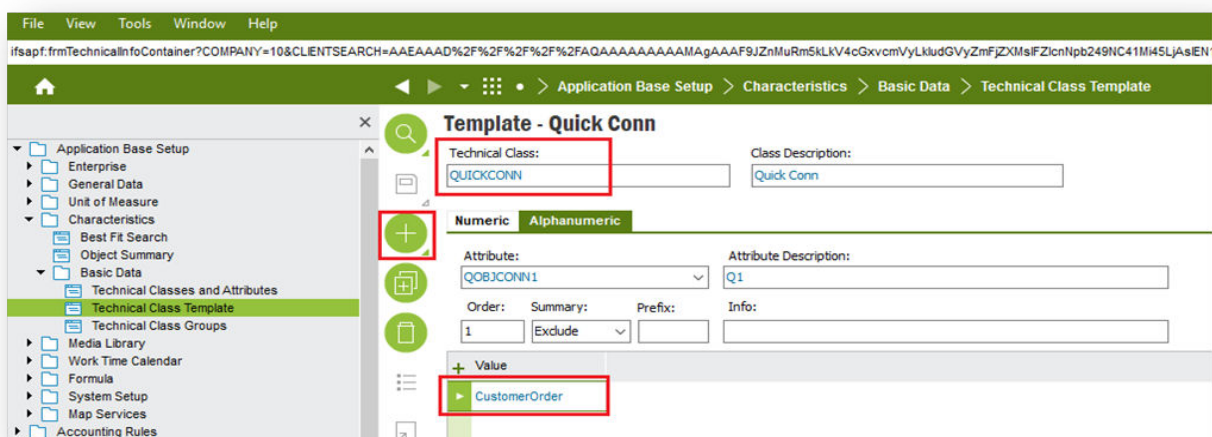 File View Tools Window Help
ifsapf:frmTechnicalInfoContainer?COMPANY=10&CLIENTSEARCH=AAEAAAD%2F%2F%2F%2F%2FAQAAAAAAAAAMAgAAAF9JZnMuRm5kLkV4cGxvcmVyLkludGVyZmFjZXMsIFZlcnNpb249NC41Mi45LjAsIEN1
> Application Base Setup > Characteristics > Basic Data > Technical Class Template
Application Base Setup
Enterprise
General Data
Unit of Measure
Characteristics
Best Fit Search
Object Summary
Basic Data
Technical Classes and Attributes
Technical Class Template
Technical Class Groups
Media Library
Work Time Calendar
Formula
System Setup
Map Services
Accounting Rules
Template - Quick Conn
Technical Class: Class Description:
QUICKCONN Quick Conn
Numeric Alphanumeric
Attribute: Attribute Description:
QOBJCONN1 Q1
Order: Summary: Prefix: Info:
1 Exclude
Value
CustomerOrder